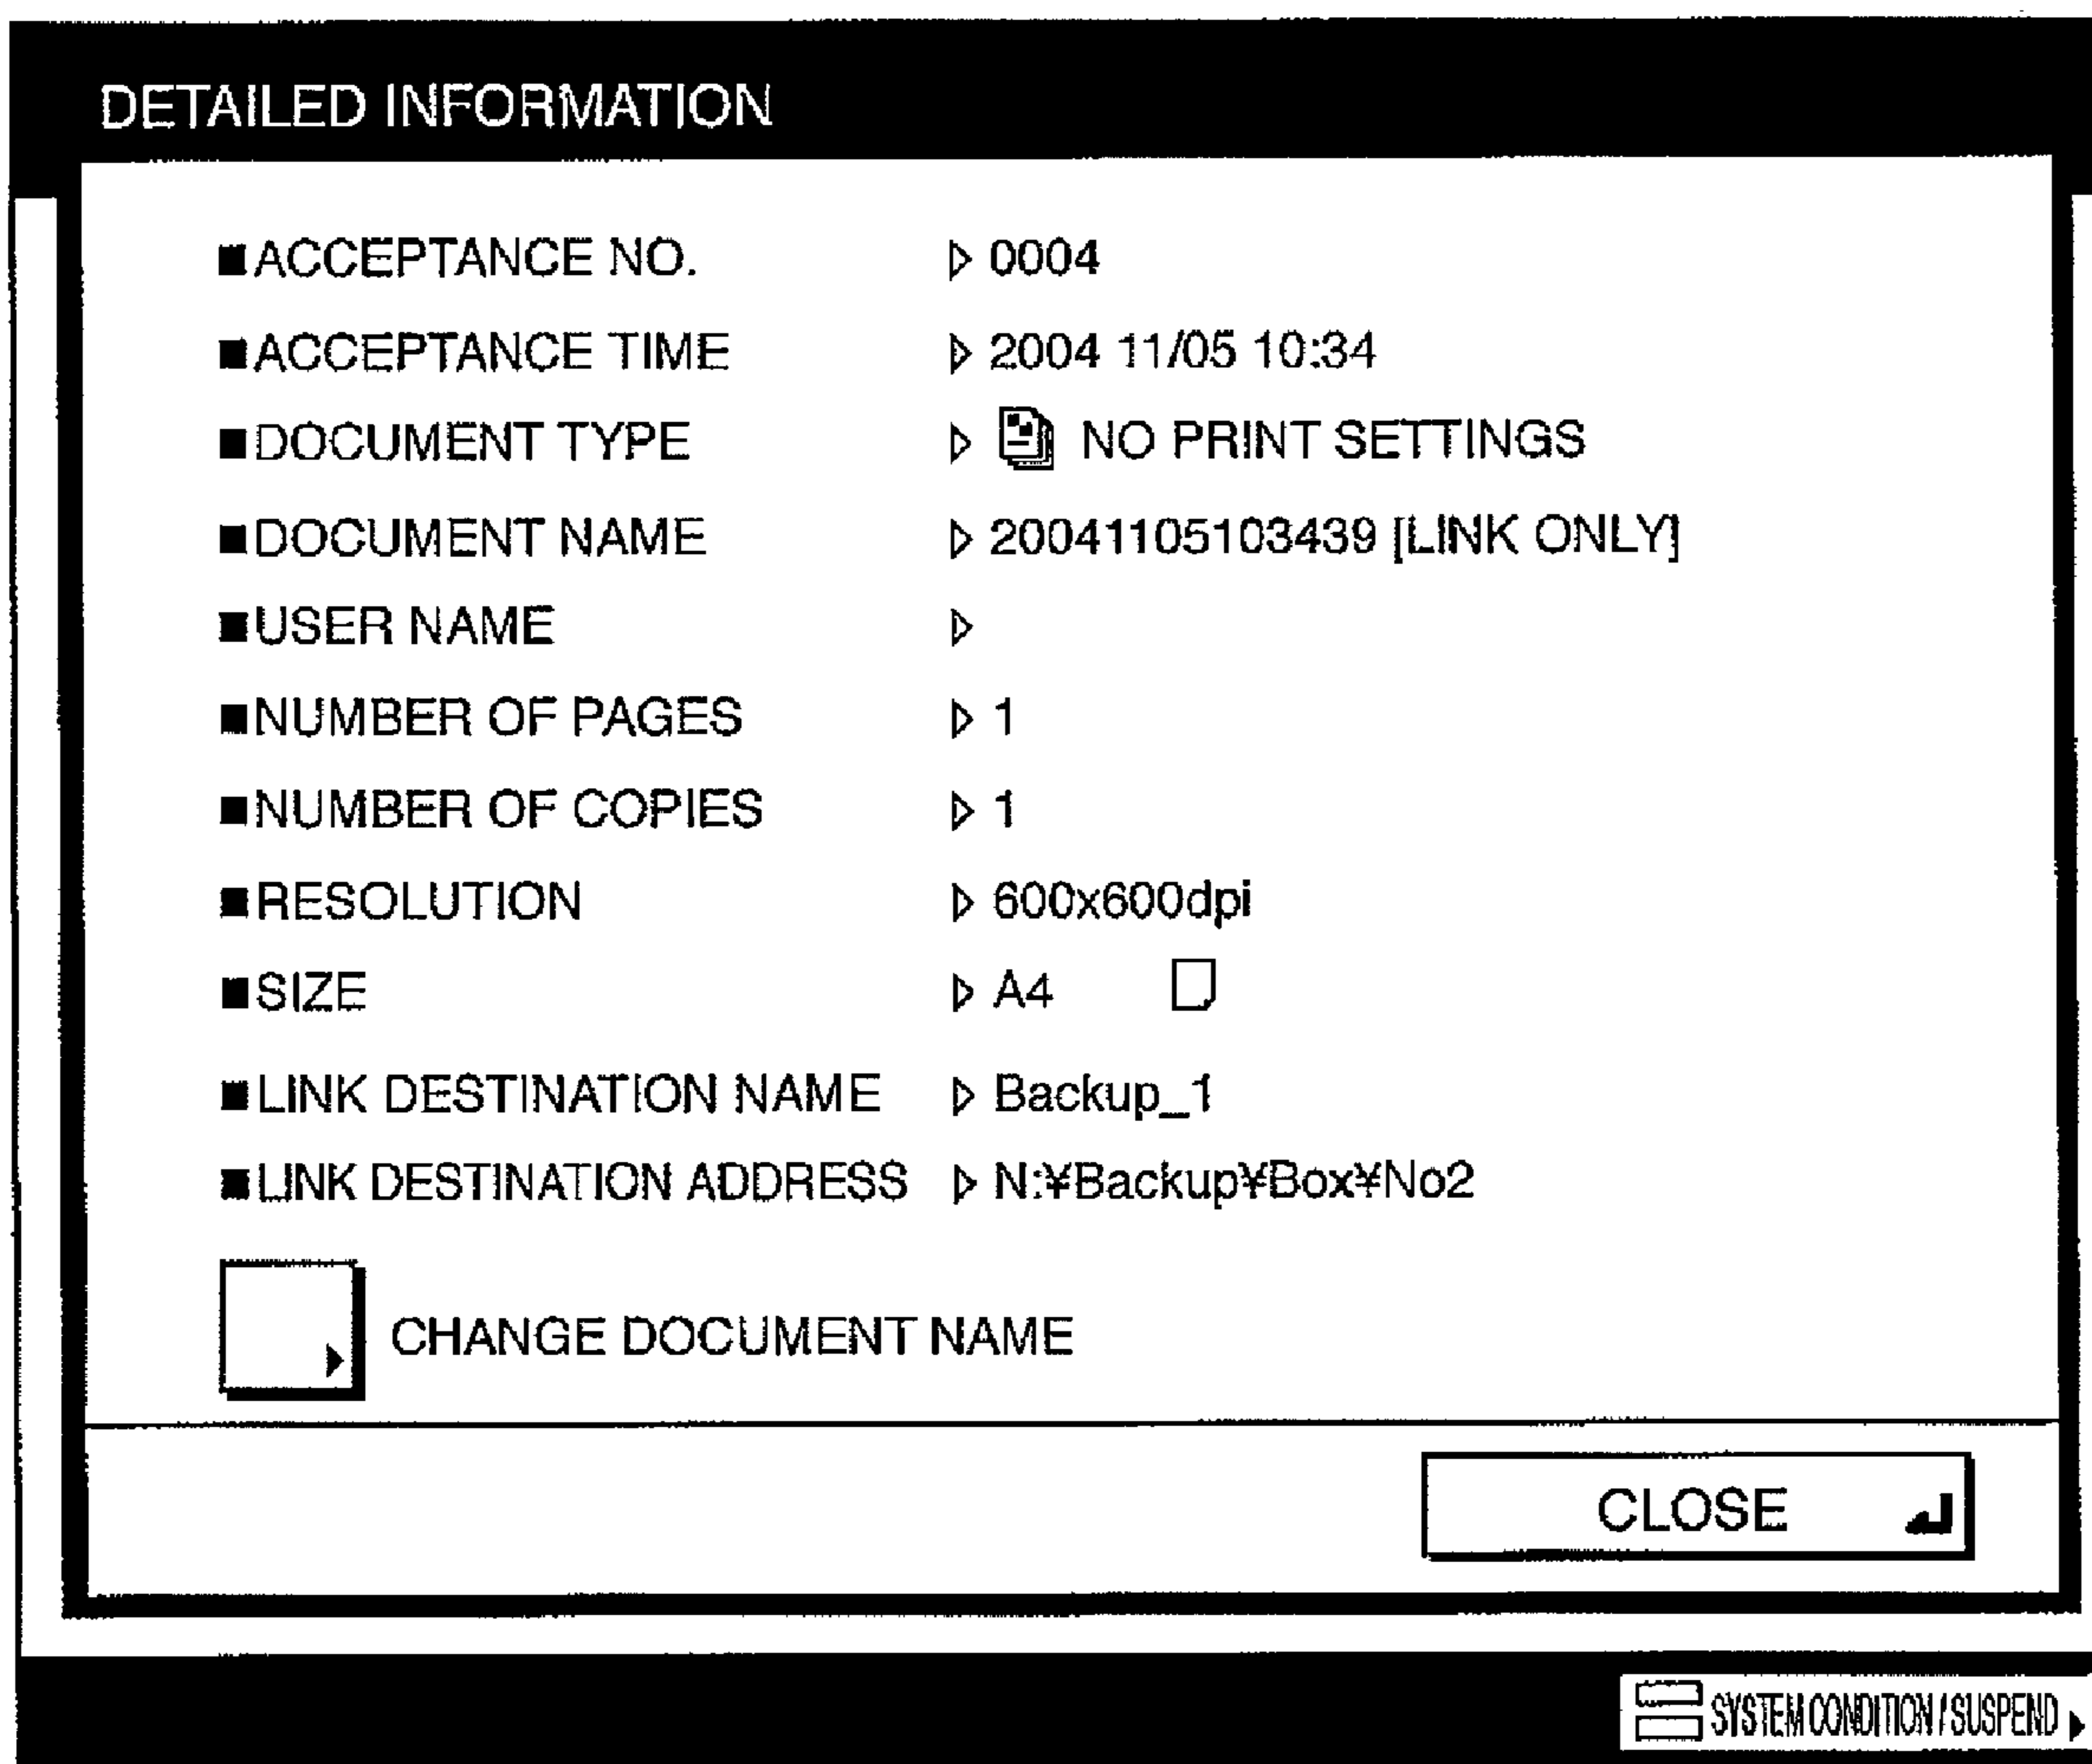 DETAILED INFORMATION
■ACCEPTANCE NO. ▷ 0004
■ACCEPTANCE TIME ▷ 2004 11/05 10:34
■DOCUMENT TYPE ▷ NO PRINT SETTINGS
■DOCUMENT NAME ▷ 20041105103439 [LINK ONLY]
■USER NAME ▷
■NUMBER OF PAGES ▷ 1
■NUMBER OF COPIES ▷ 1
■RESOLUTION ▷ 600x600dpi
■SIZE ▷ A4
■LINK DESTINATION NAME ▷ Backup_1
■LINK DESTINATION ADDRESS ▷ N:¥Backup¥Box¥No2
CHANGE DOCUMENT NAME
CLOSE
SYSTEM CONDITION / SUSPEND